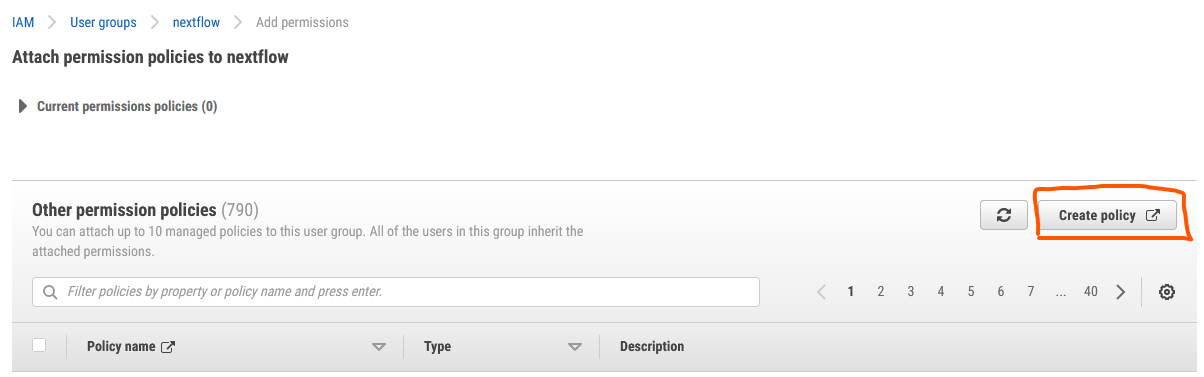 IAM > User groups > nextflow > Add permissions
Attach permission policies to nextflow
Current permissions policies (0)
Other permission policies (790)
Create policy
You can attach up to 10 managed policies to this user group. All of the users in this group inherit the
attached permissions.
Filter policies by property or policy name and press enter.
1 2 3 4 5 6 7 ... 40
Policy name Type Description